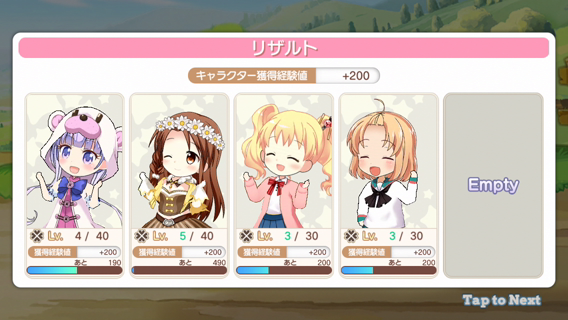 リザルト
キャラクター獲得経験値 +200
Empty
Lv. 4 / 40
獲得経験値 +200
あと 190
Lv. 5 / 40
獲得経験値 +200
あと 490
Lv. 3 / 30
獲得経験値 +200
あと 200
Lv. 3 / 30
獲得経験値 +200
あと 200
Tap to Next